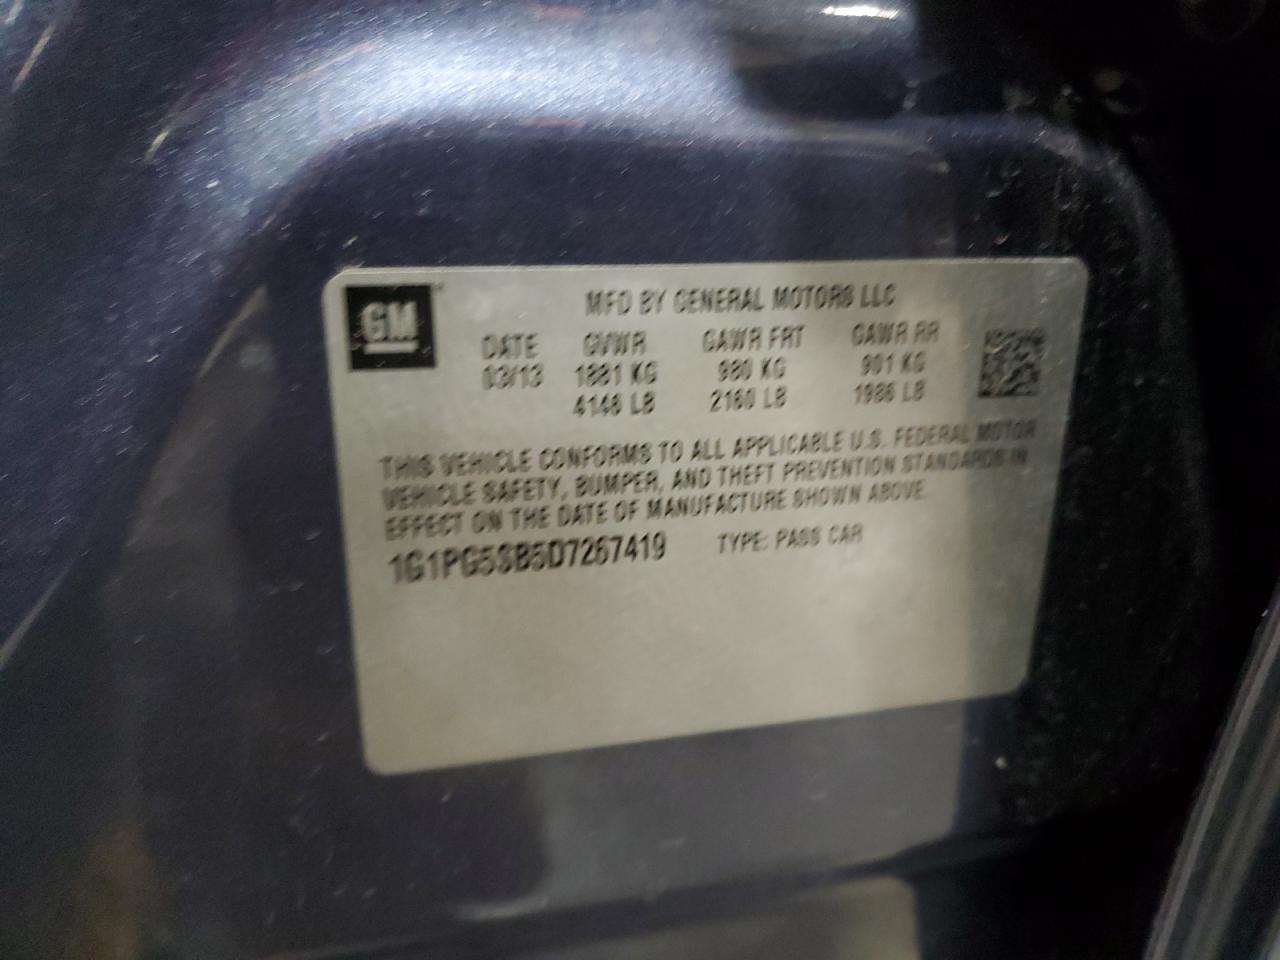 GM
MFD BY GENERAL MOTORS LLC
DATE GVWR GAWR FRT GAWR RR
03/13 1881 KG 980 KG 901 KG
4146 LB 2160 LB 1986 LB
THIS VEHICLE CONFORMS TO ALL APPLICABLE U.S. FEDERAL MOTOR
VEHICLE SAFETY, BUMPER, AND THEFT PREVENTION STANDARDS IN
EFFECT ON THE DATE OF MANUFACTURE SHOWN ABOVE.
1G1PG5SB5D7267419 TYPE: PASS CAR